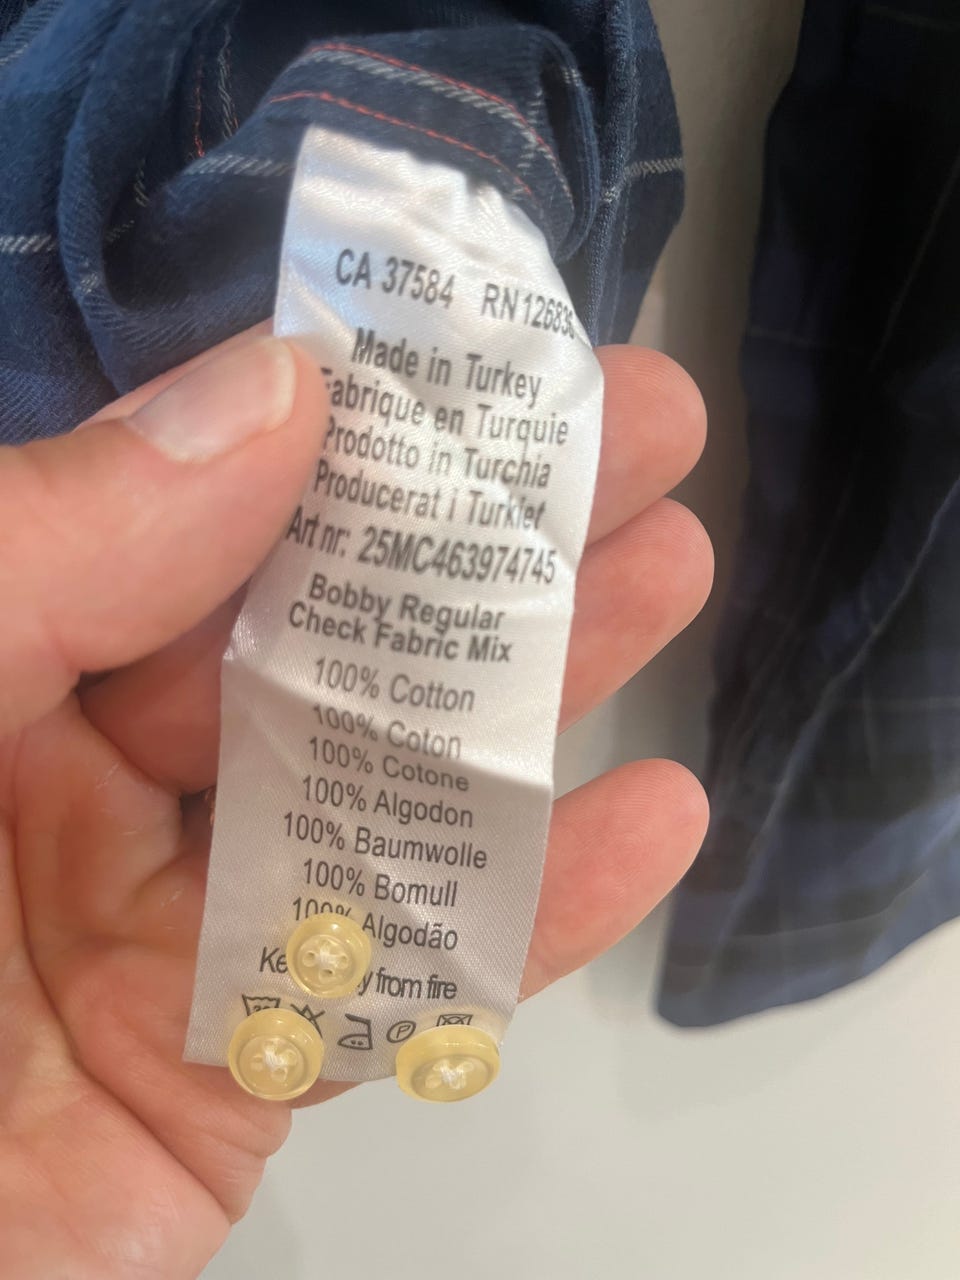 CA 37584 RN
Made in Turkey
Fabrique en Turquie
Prodotto in Turchia
Producerat i Turkiet
Art nr: 25MC463974745
Bobby Regular
Check Fabric Mix
100% Cotton
100% Coton
100% Cotone
100% Algodon
100% Baumwolle
100% Bomull
100% Algodão
from fire
P